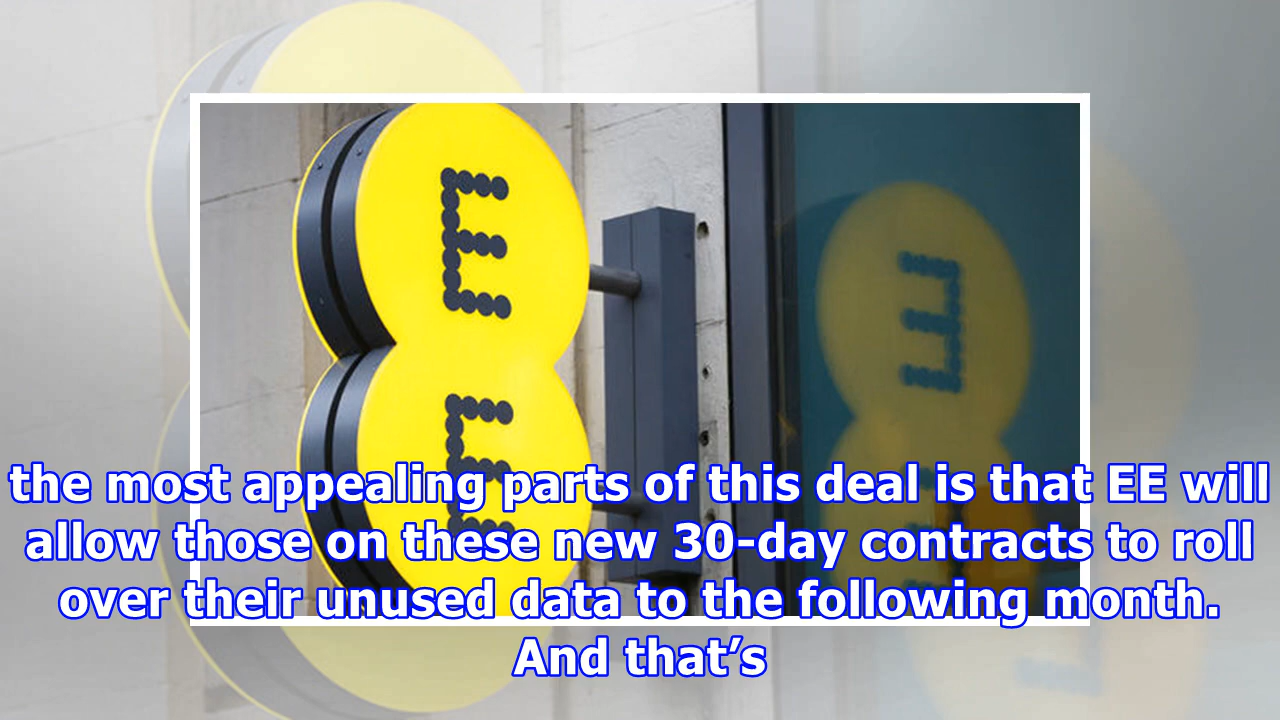 E
E
the most appealing parts of this deal is that EE will
allow those on these new 30-day contracts to roll
over their unused data to the following month.
And that’s